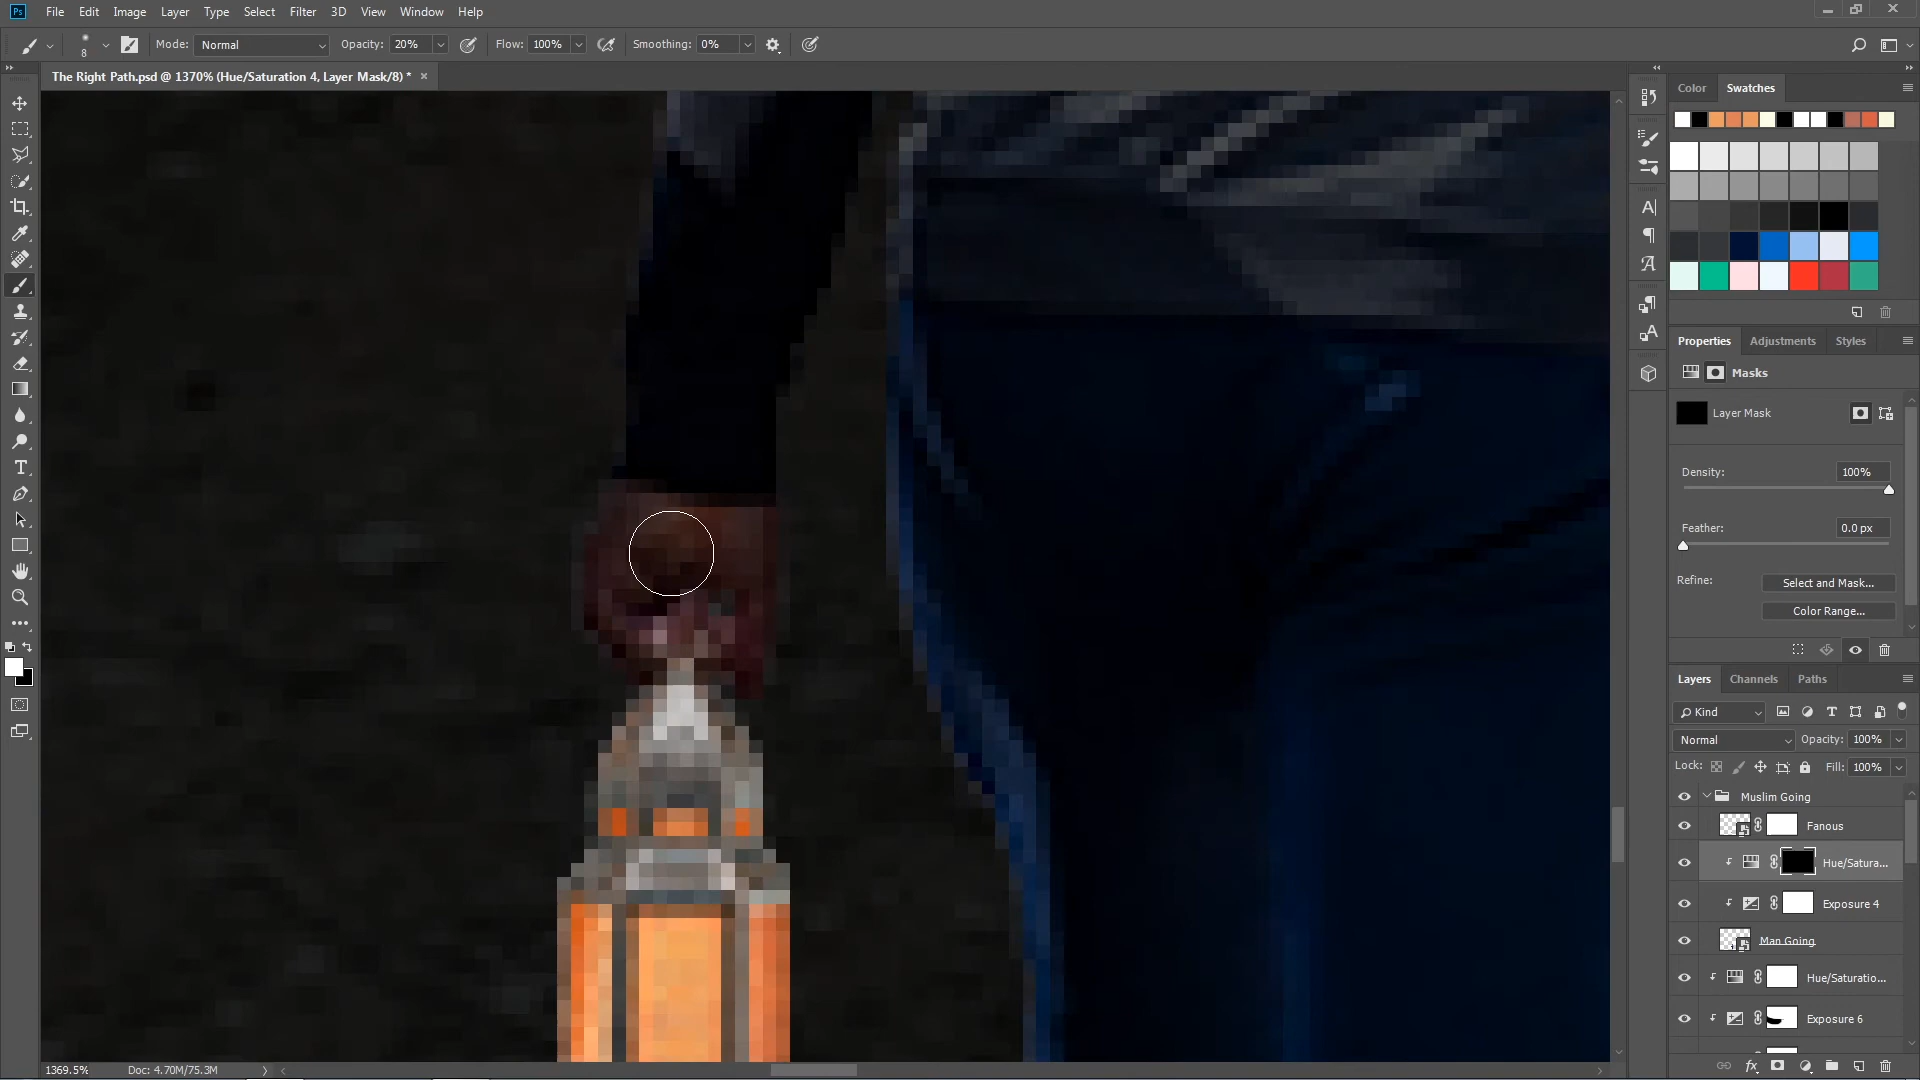 Ps File Edit Image Layer Type Select Filter 3D View Window Help
8 Mode: Normal Opacity: 20% Flow: 100% Smoothing: 0%
The Right Path.psd @ 1370% (Hue/Saturation 4, Layer Mask/8) *
Color Swatches
Properties Adjustments Styles
Masks
Layer Mask
Density: 100%
Feather: 0.0 px
Refine: Select and Mask...
Color Range...
Layers Channels Paths
Kind
Normal Opacity: 100%
Lock: Fill: 100%
Muslim Going
Fanous
Hue/Satura...
Exposure 4
Man Going
Hue/Saturatio...
Exposure 6
1369.5% Doc: 4.70M/75.3M